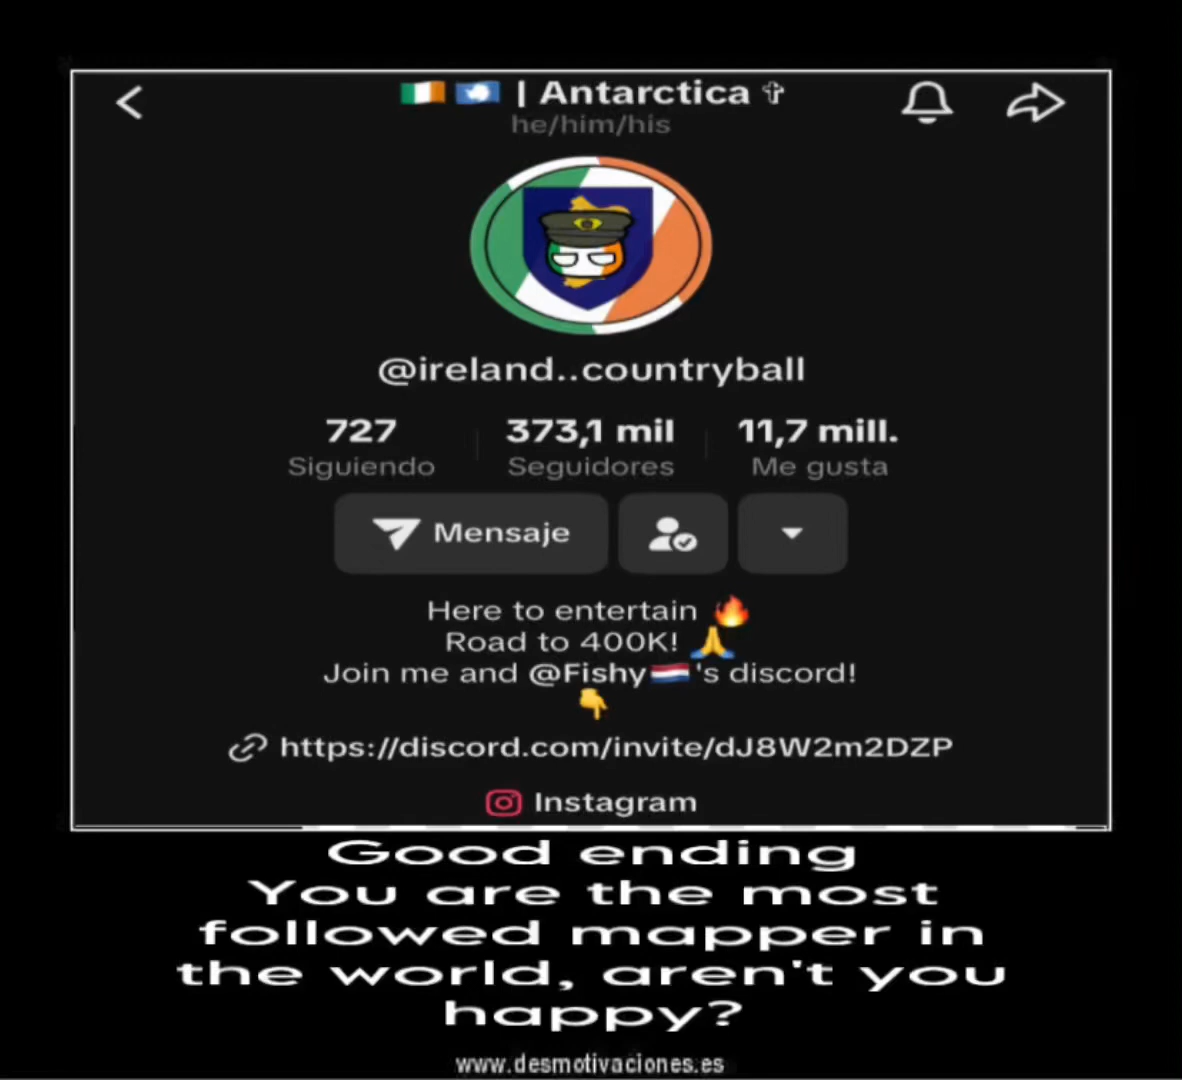 🇮🇪 🇦🇶 | Antarctica ✞
he/him/his
@ireland..countryball
727 373,1 mil 11,7 mill.
Siguiendo Seguidores Me gusta
Mensaje
Here to entertain 🔥
Road to 400K! 🙏
Join me and @Fishy🇳🇱's discord!
👇
https://discord.com/invite/dJ8W2m2DZP
Instagram
Good ending
You are the most
followed mapper in
the world, aren't you
happy?
www.desmotivaciones.es